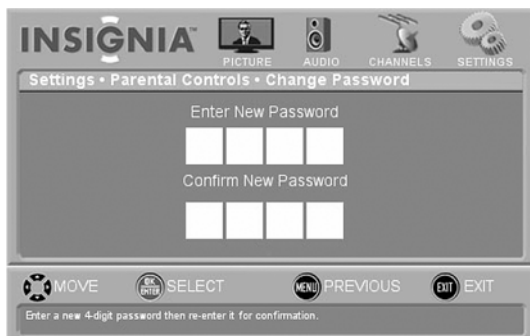 INSIGNIA™
PICTURE AUDIO CHANNELS SETTINGS
Settings • Parental Controls • Change Password
Enter New Password
Confirm New Password
MOVE OK ENTER SELECT MENU PREVIOUS EXIT EXIT
Enter a new 4-digit password then re-enter it for confirmation.